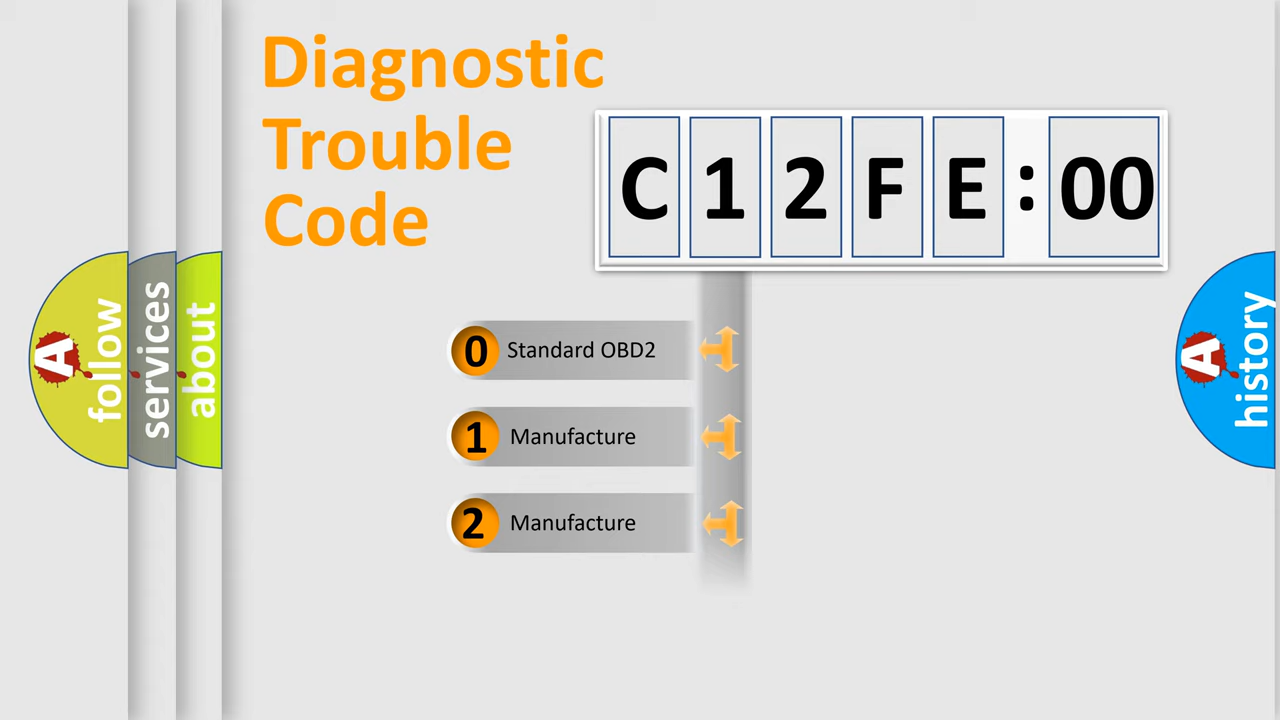 Diagnostic
Trouble
Code
C 1 2 F E : 00
0 Standard OBD2
1 Manufacture
2 Manufacture
A follow
services
about
A history